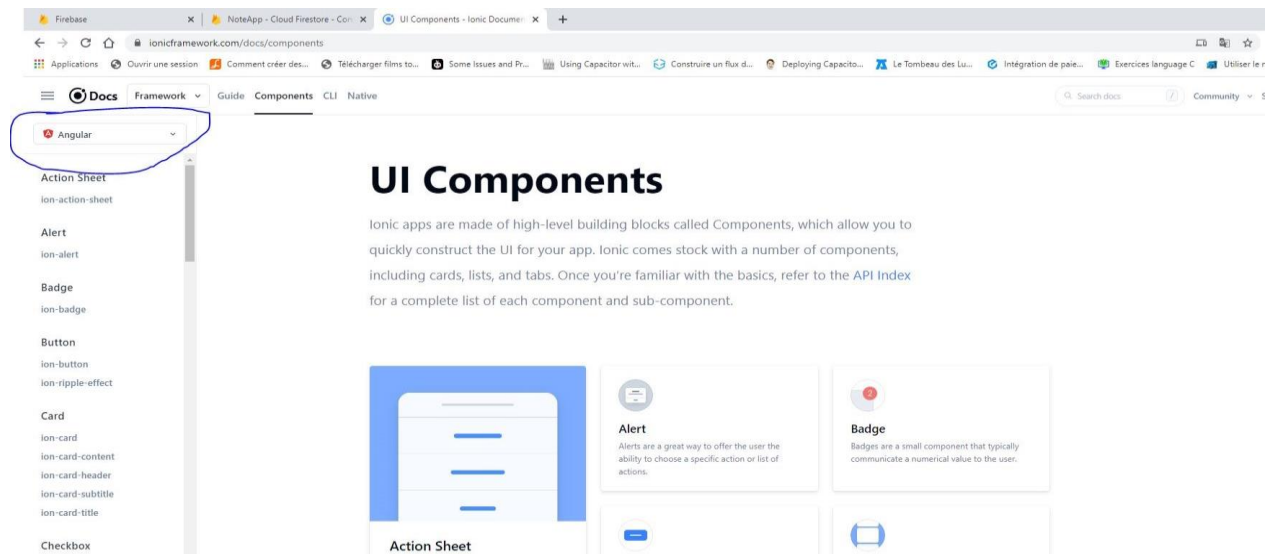 Firebase
NoteApp - Cloud Firestore - Con
UI Components - Ionic Documen
ionicframework.com/docs/components
Applications Ouvrir une session Comment créer des... Télécharger films to... Some Issues and Pr... Using Capacitor wit... Construire un flux d... Deploying Capacito... Le Tombeau des Lu... Intégration de paie... Exercices language C Utiliser le
Docs Framework Guide Components CLI Native Search docs / Community
Angular
Action Sheet
ion-action-sheet
Alert
ion-alert
Badge
ion-badge
Button
ion-button
ion-ripple-effect
Card
ion-card
ion-card-content
ion-card-header
ion-card-subtitle
ion-card-title
Checkbox
UI Components
Ionic apps are made of high-level building blocks called Components, which allow you to
quickly construct the UI for your app. Ionic comes stock with a number of components,
including cards, lists, and tabs. Once you're familiar with the basics, refer to the API Index
for a complete list of each component and sub-component.
Action Sheet
Alert
Alerts are a great way to offer the user the
ability to choose a specific action or list of
actions.
2
Badge
Badges are a small component that typically
communicate a numerical value to the user.